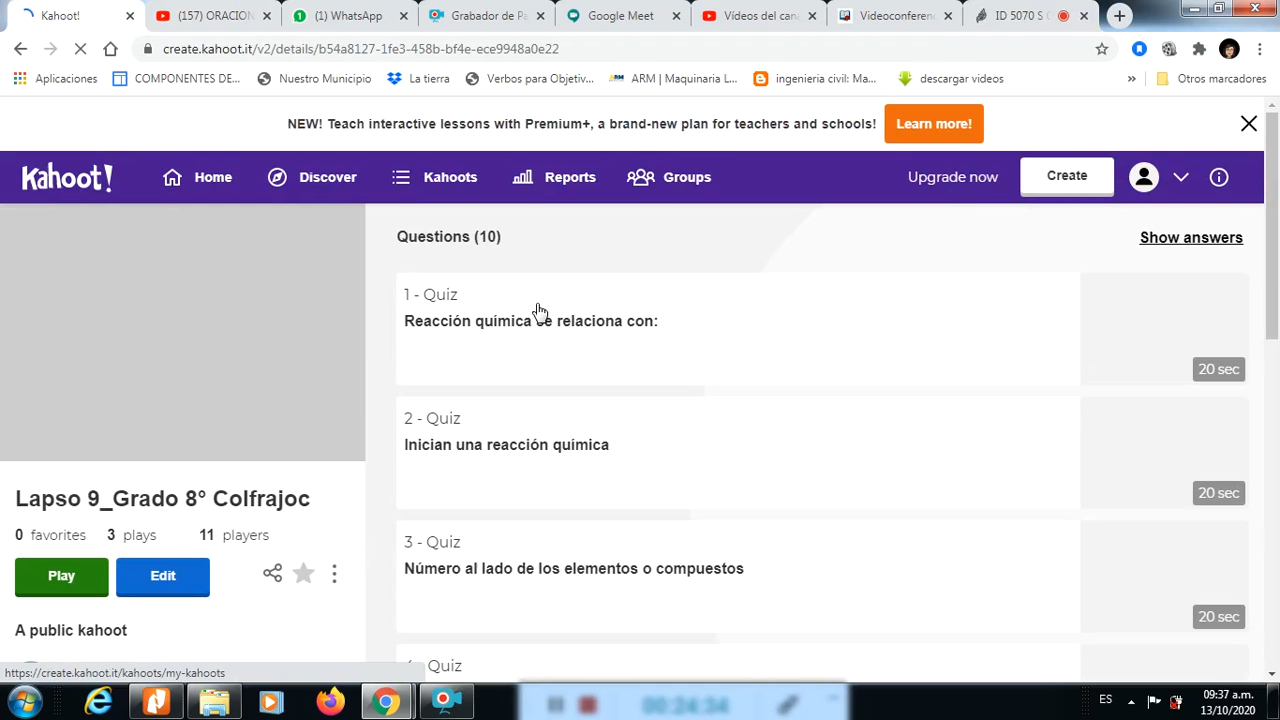 Kahoot!
(157) ORACION
(1) WhatsApp
Grabador de Pa
Google Meet
Vídeos del cana
Videoconferenc
ID 5070 S C
create.kahoot.it/v2/details/b54a8127-1fe3-458b-bf4e-ece9948a0e22
Aplicaciones
COMPONENTES DE...
Nuestro Municipio
La tierra
Verbos para Objetiv...
ARM | Maquinaria L...
ingenieria civil: Ma...
descargar videos
»
Otros marcadores
NEW! Teach interactive lessons with Premium+, a brand-new plan for teachers and schools!
Learn more!
Kahoot!
Home
Discover
Kahoots
Reports
Groups
Upgrade now
Create
Questions (10)
Show answers
1 - Quiz
Reacción química se relaciona con:
20 sec
2 - Quiz
Inician una reacción química
20 sec
3 - Quiz
Número al lado de los elementos o compuestos
20 sec
Quiz
Lapso 9_Grado 8° Colfrajoc
0 favorites 3 plays 11 players
Play
Edit
A public kahoot
https://create.kahoot.it/kahoots/my-kahoots
00:24:34
ES
09:37 a.m.
13/10/2020